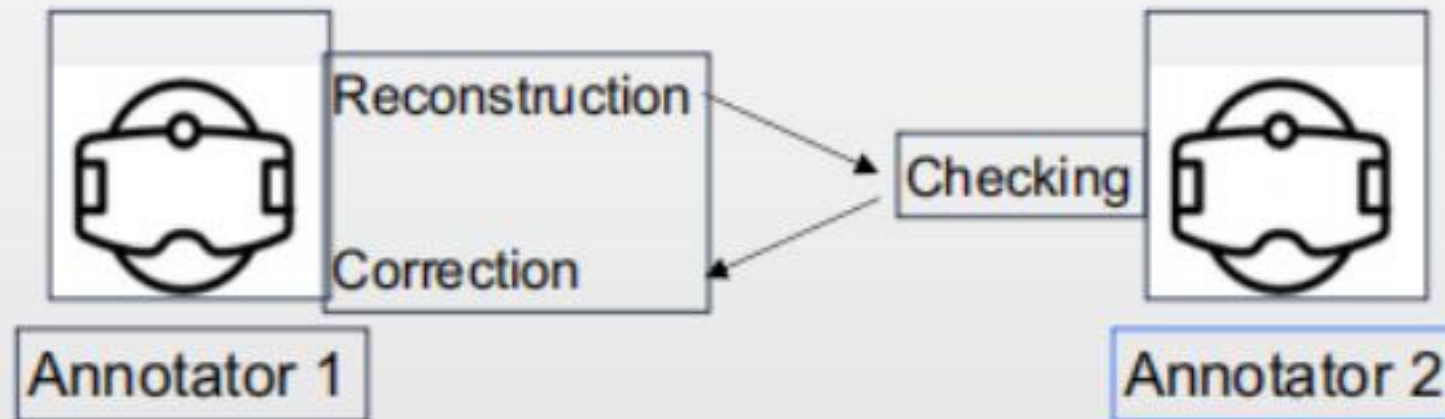 Reconstruction
Checking
Correction
Annotator 1
Annotator 2